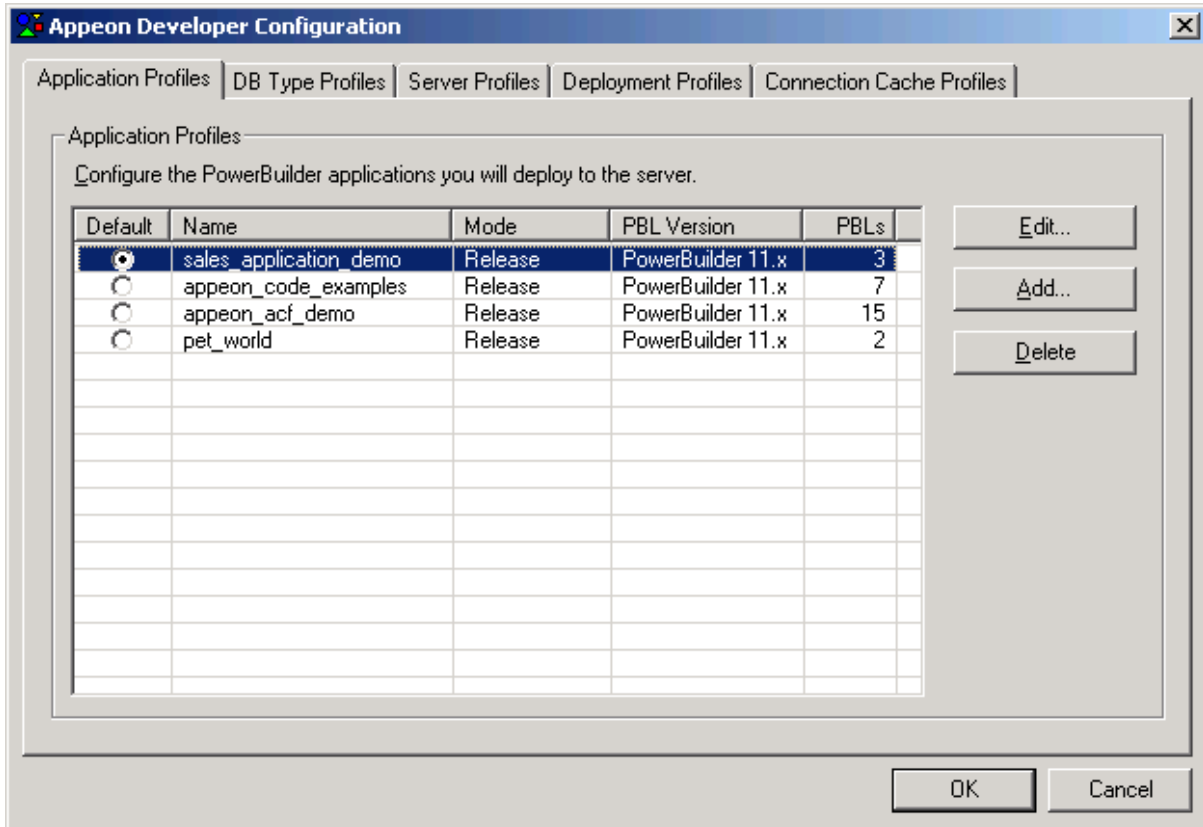 Appeon Developer Configuration
Application Profiles DB Type Profiles Server Profiles Deployment Profiles Connection Cache Profiles
Application Profiles
Configure the PowerBuilder applications you will deploy to the server.
Default Name Mode PBL Version PBLs
sales_application_demo Release PowerBuilder 11.x 3
appeon_code_examples Release PowerBuilder 11.x 7
appeon_acf_demo Release PowerBuilder 11.x 15
pet_world Release PowerBuilder 11.x 2
Edit...
Add...
Delete
OK Cancel